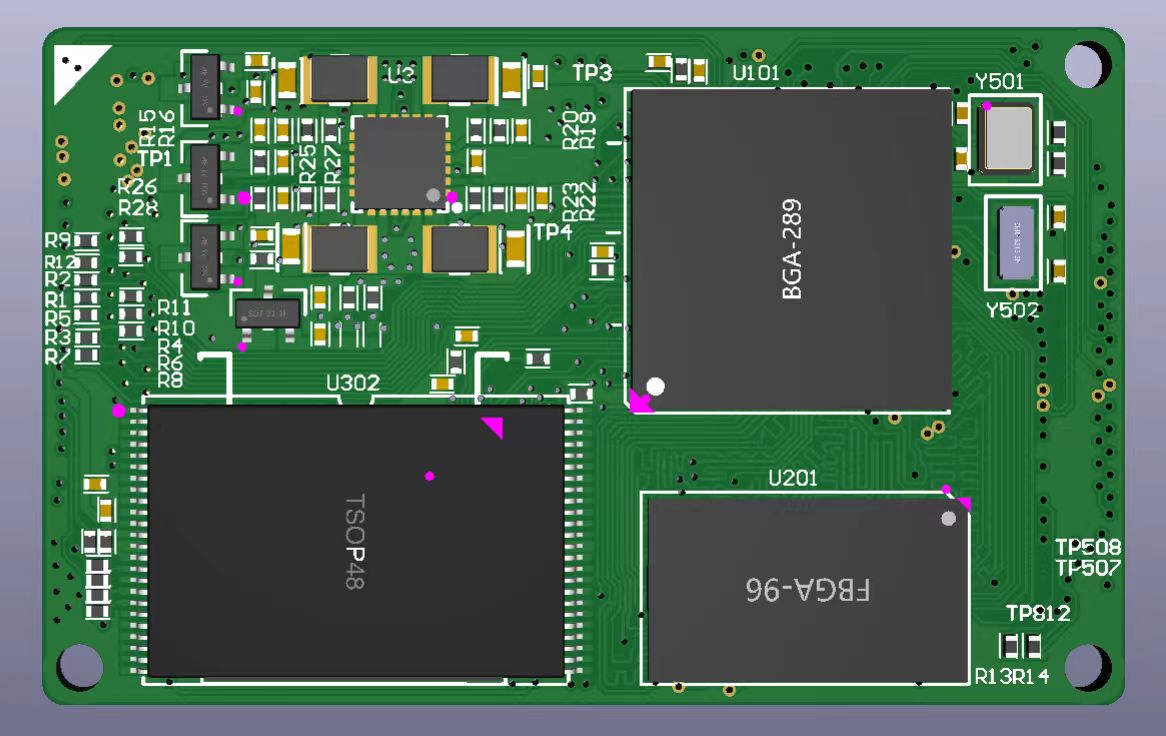 U3
TP3
U101
Y501
R16
TP1
R25
R27
R20
R19
R26
R28
R23
R22
TP4
BGA-289
R9
R12
R2
R1
R5
R3
R7
R11
R10
R4
R6
R8
Y502
U302
U201
TSOP48
FBGA-96
TP508
TP507
TP812
R13R14